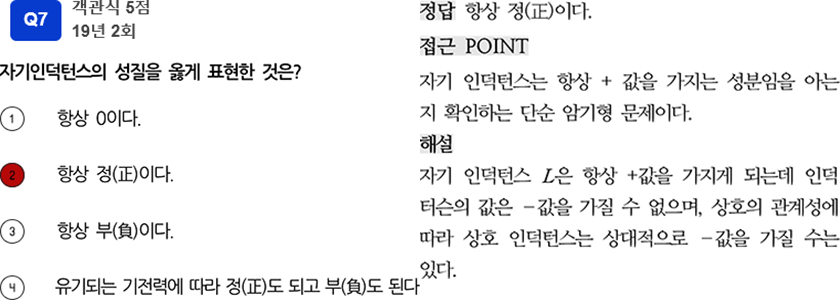 Q7
객관식 5점
19년 2회
자기인덕턴스의 성질을 옳게 표현한 것은?
1 항상 0이다.
2 항상 정(正)이다.
3 항상 부(負)이다.
4 유기되는 기전력에 따라 정(正)도 되고 부(負)도 된다
정답 항상 정(正)이다.
접근 POINT
자기 인덕턴스는 항상 + 값을 가지는 성분임을 아는
지 확인하는 단순 암기형 문제이다.
해설
자기 인덕턴스 L은 항상 +값을 가지게 되는데 인덕
터슨의 값은 -값을 가질 수 없으며, 상호의 관계성에
따라 상호 인덕턴스는 상대적으로 -값을 가질 수는
있다.